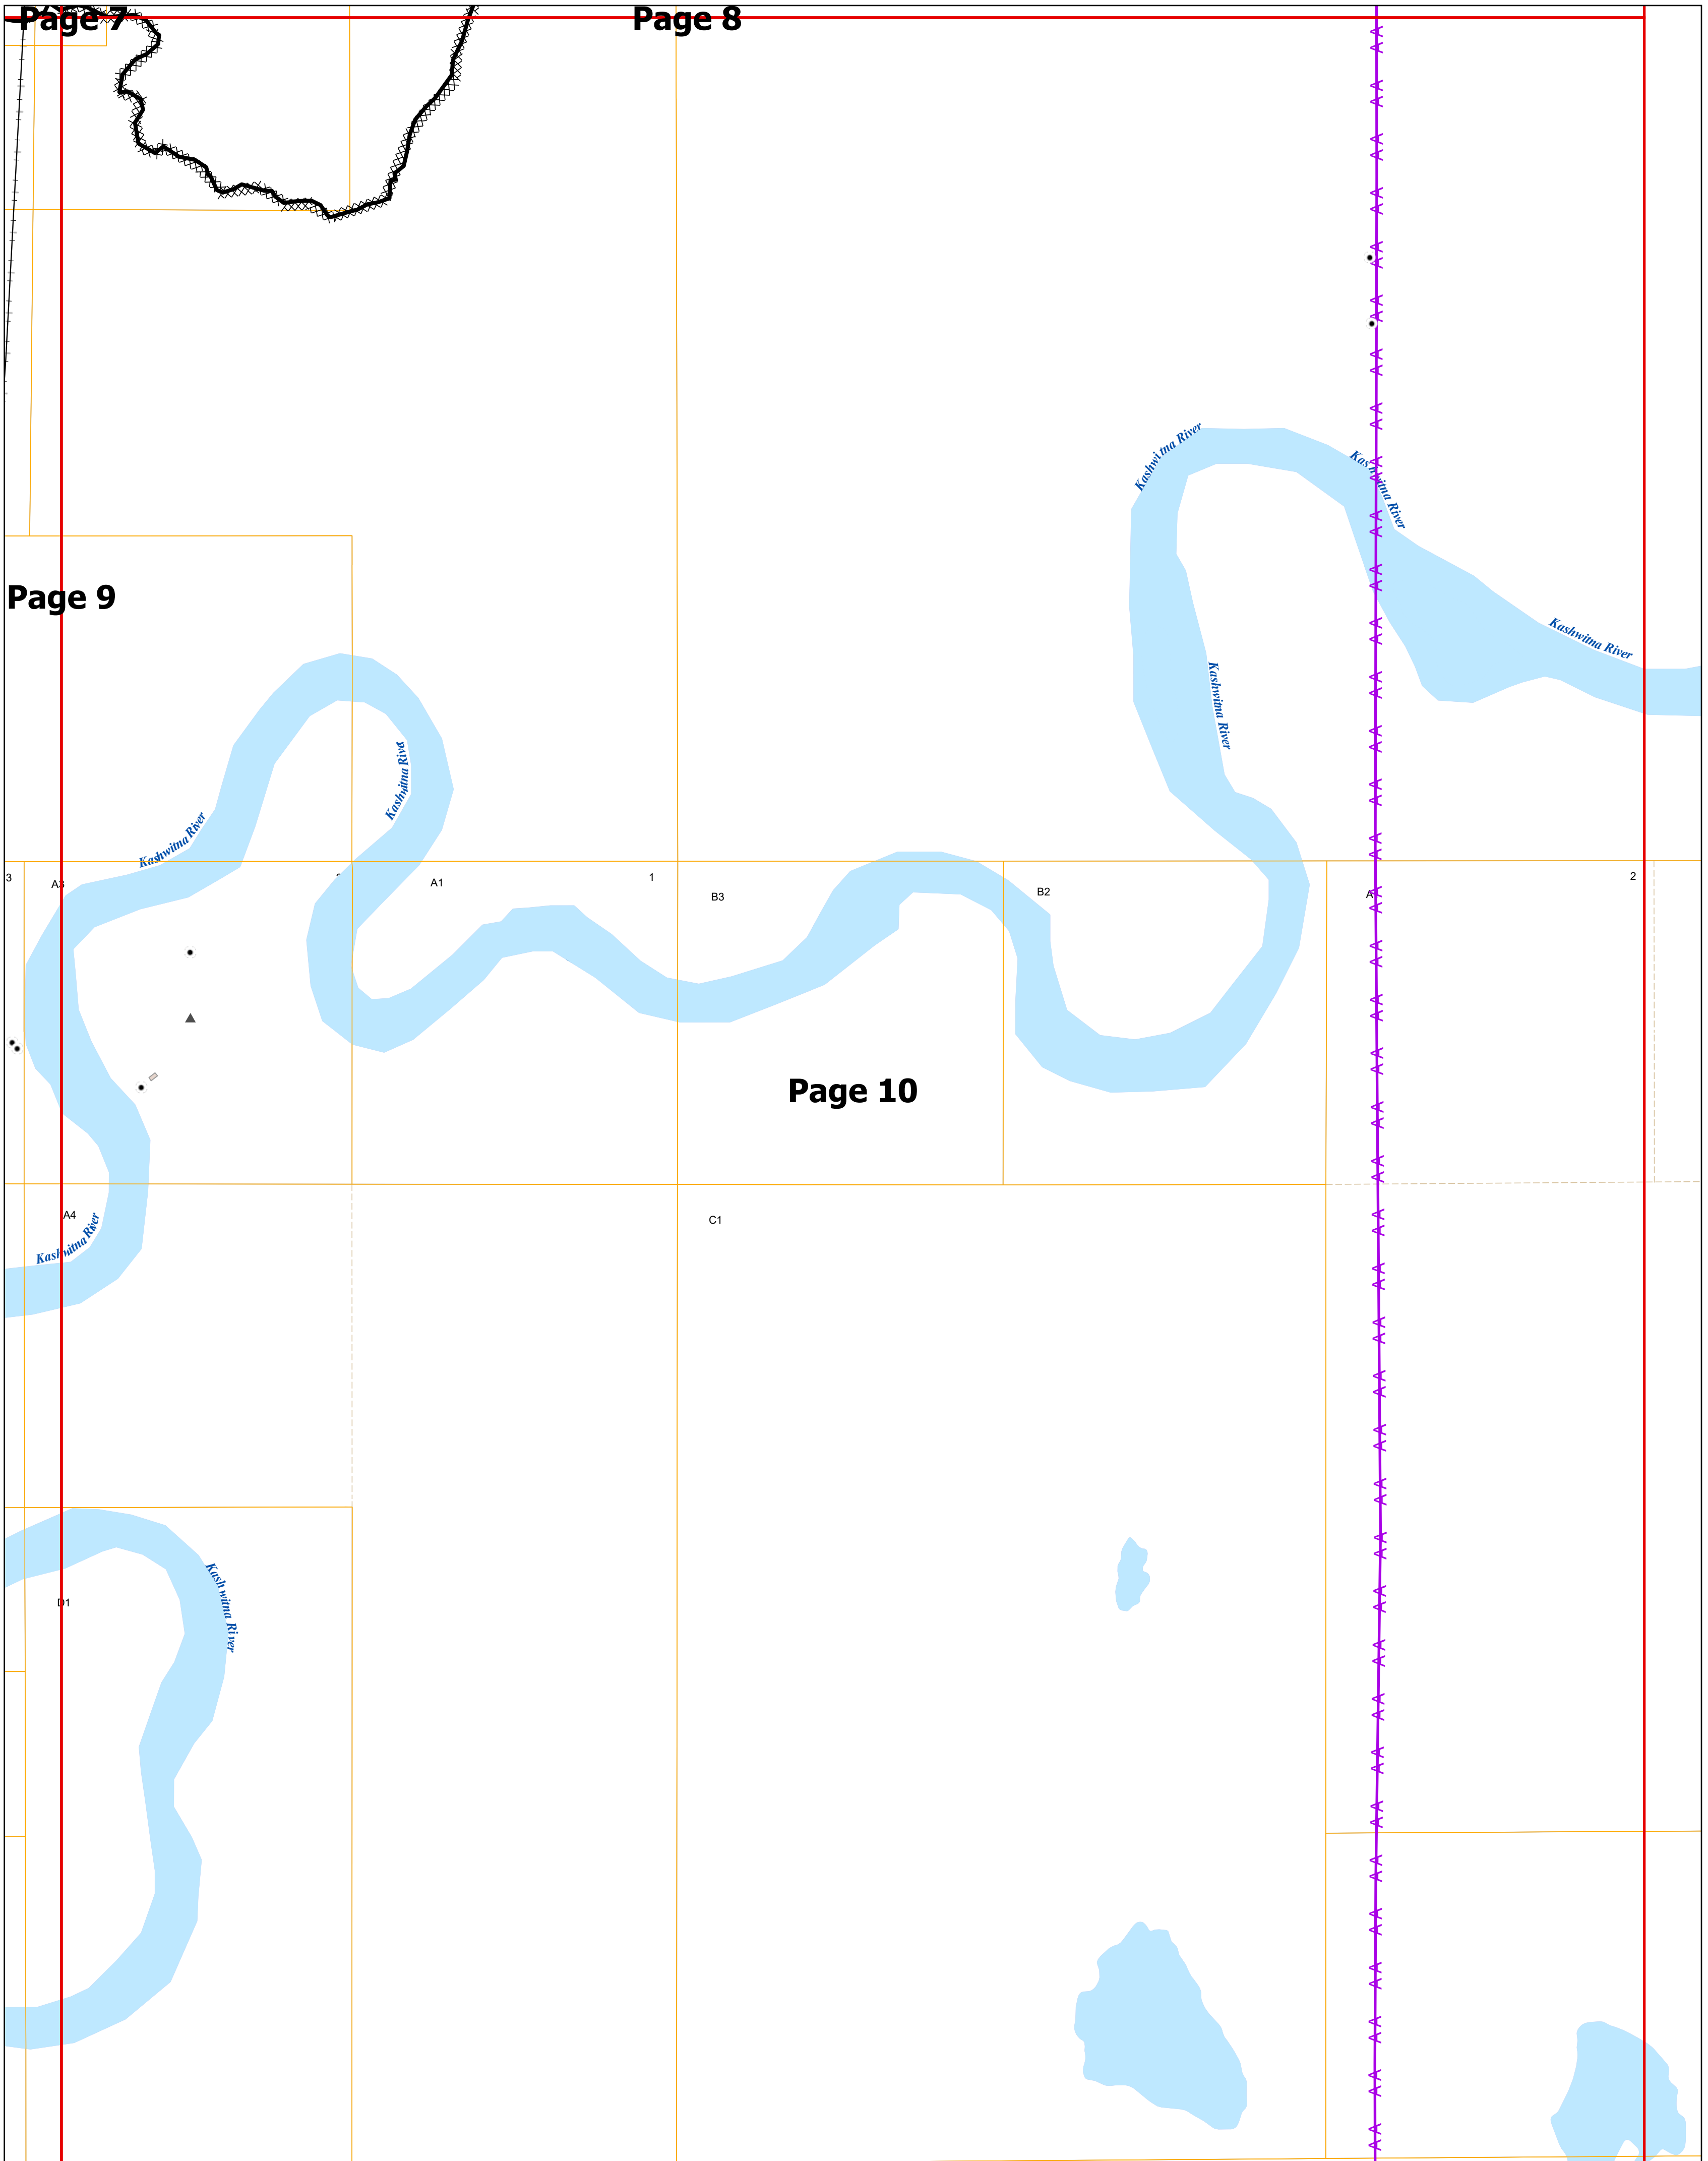 Page 7
Page 8
Kashwitna River
Kashwitna River
Page 9
Kashwitna River
Kashwitna River
Kashwitna River
Kashwitna River
3
A3
A1
1
B3
B2
A
2
Page 10
A4
Kashwitna River
C1
D1
Kashwitna River